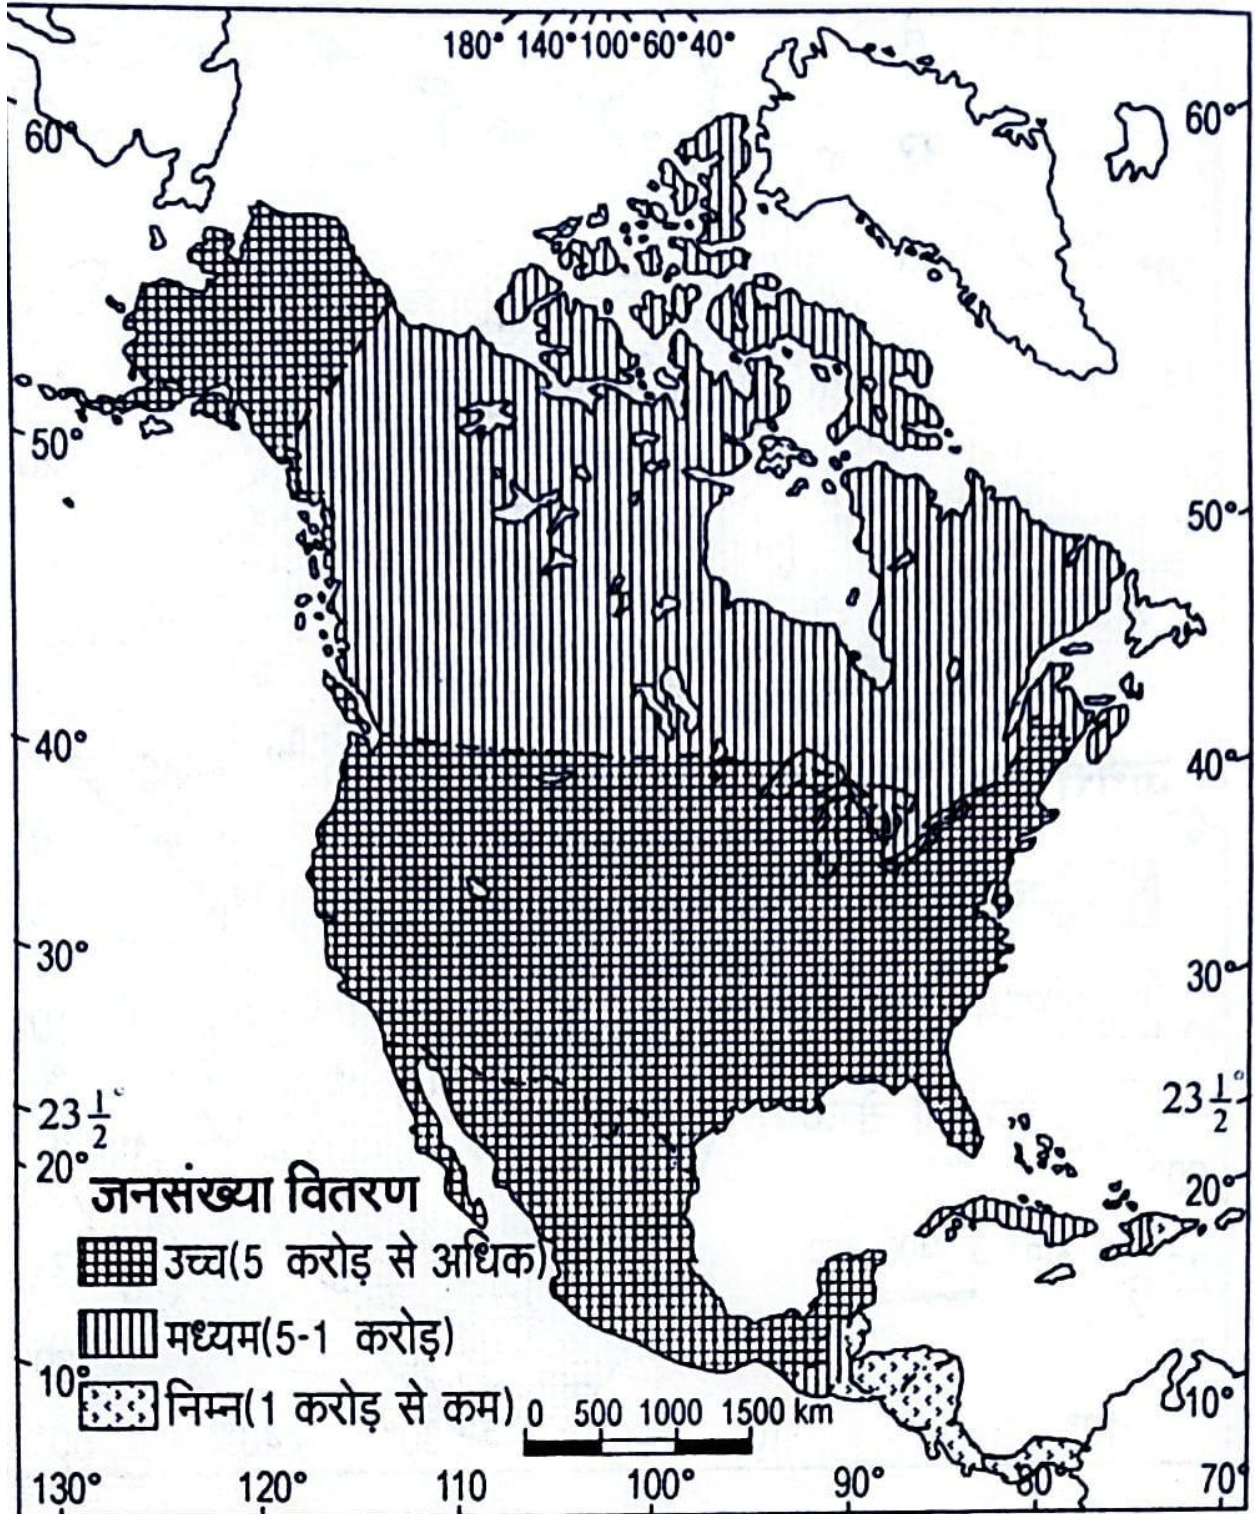 180° 140° 100° 60° 40°
60° 60°
50° 50°
40° 40°
30° 30°
23 1/2° 23 1/2°
20° 20°
जनसंख्या वितरण
उच्च(5 करोड़ से अधिक)
मध्यम(5-1 करोड़)
10° 10°
निम्न(1 करोड़ से कम)
0 500 1000 1500 km
130° 120° 110° 100° 90° 80° 70°